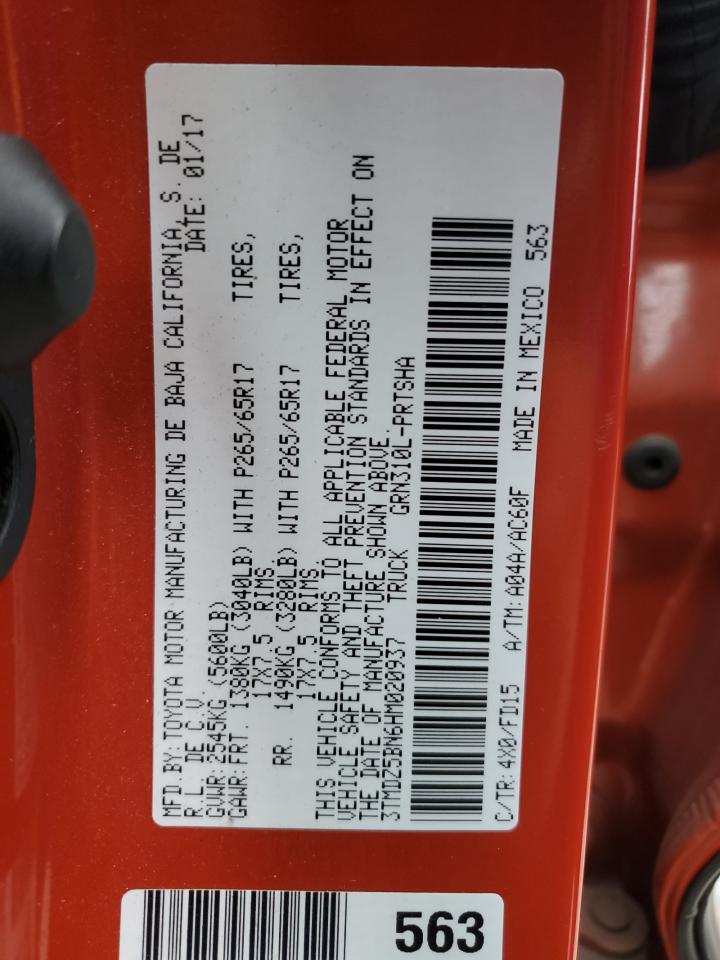 MFD BY: TOYOTA MOTOR MANUFACTURING DE BAJA CALIFORNIA, S. DE
R.L. DE C.V. DATE: 01/17
GVWR: 2545KG (5600LB)
GAWR: FRT. 1380KG (3040LB) WITH P265/65R17 TIRES,
17X7.5 RIMS.
RR. 1490KG (3280LB) WITH P265/65R17 TIRES,
17X7.5 RIMS.
THIS VEHICLE CONFORMS TO ALL APPLICABLE FEDERAL MOTOR
VEHICLE SAFETY AND THEFT PREVENTION STANDARDS IN EFFECT ON
THE DATE OF MANUFACTURE SHOWN ABOVE.
3TMDZ5BN6HM020937 TRUCK GRN310L-PRTSHA
C/TR: 4X0/FD15 A/TM: A04A/AC60F MADE IN MEXICO 563
563